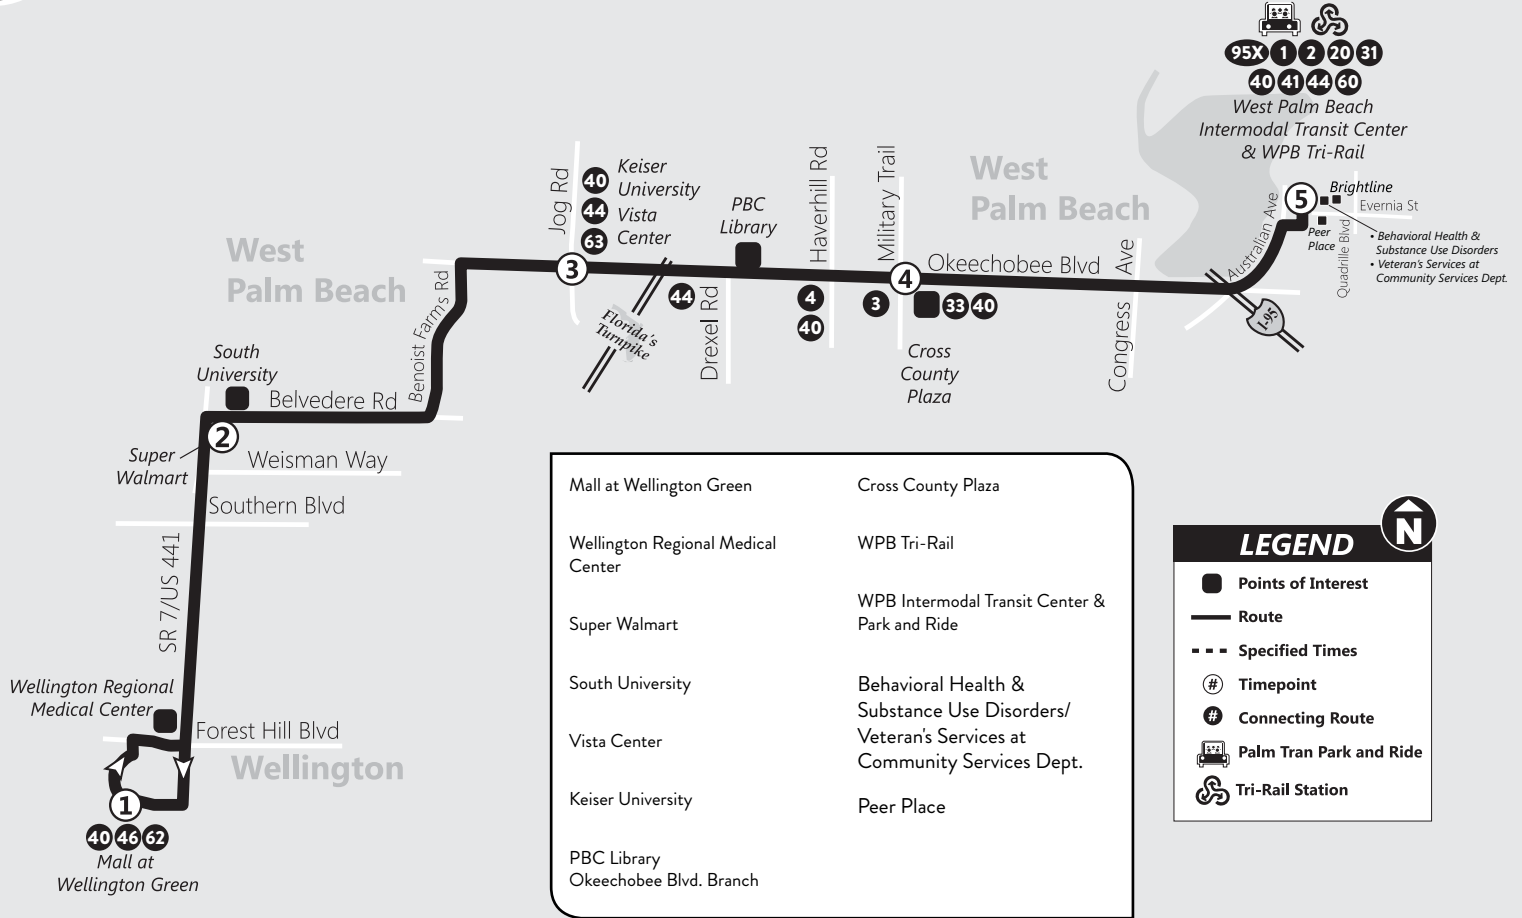 95X 1 2 20 31
40 41 44 60
West Palm Beach
Intermodal Transit Center
& WPB Tri-Rail
5
Brightline
Evernia St
Peer
Place
• Behavioral Health &
Substance Use Disorders
• Veteran's Services at
Community Services Dept.
Quadrille Blvd
Australian Ave
I-95
West
Palm Beach
Okeechobee Blvd
Congress Ave
Military Trail
4
3
33 40
Cross
County
Plaza
Haverhill Rd
4
40
PBC
Library
Drexel Rd
44
Florida's
Turnpike
Jog Rd
40
44
63
Keiser
University
Vista
Center
3
West
Palm Beach
Benoist Farms Rd
South
University
Belvedere Rd
2
Super
Walmart
Weisman Way
Southern Blvd
SR 7/US 441
Wellington Regional
Medical Center
Forest Hill Blvd
Wellington
1
40 46 62
Mall at
Wellington Green
Mall at Wellington Green
Wellington Regional Medical
Center
Super Walmart
South University
Vista Center
Keiser University
PBC Library
Okeechobee Blvd. Branch
Cross County Plaza
WPB Tri-Rail
WPB Intermodal Transit Center &
Park and Ride
Behavioral Health &
Substance Use Disorders/
Veteran's Services at
Community Services Dept.
Peer Place
N
LEGEND
Points of Interest
Route
Specified Times
# Timepoint
# Connecting Route
Palm Tran Park and Ride
Tri-Rail Station